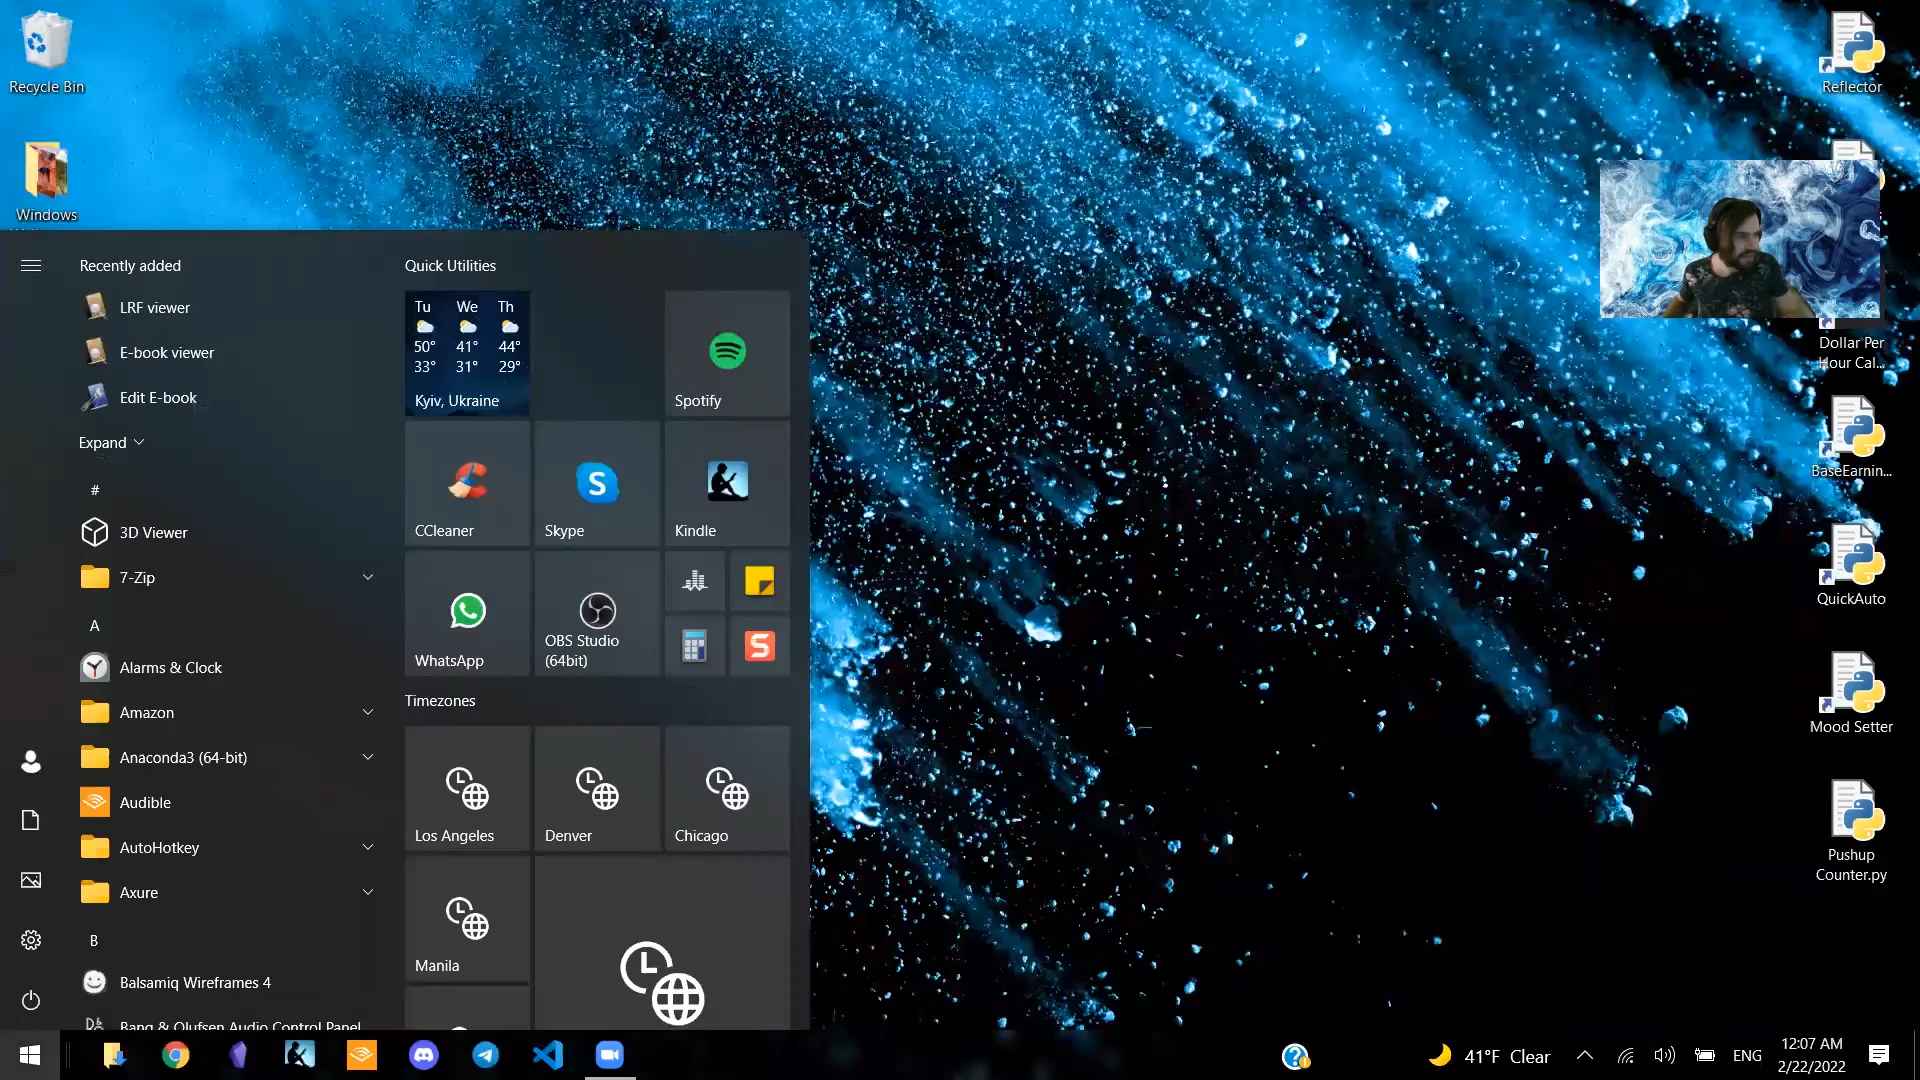 Recycle Bin
Windows
Reflector
Dollar Per
Hour Cal...
BaseEarnin...
QuickAuto
Mood Setter
Pushup
Counter.py
Recently added
LRF viewer
E-book viewer
Edit E-book
Expand
#
3D Viewer
7-Zip
A
Alarms & Clock
Amazon
Anaconda3 (64-bit)
Audible
AutoHotkey
Axure
B
Balsamiq Wireframes 4
Bang & Olufsen Audio Control Panel
Quick Utilities
Tu We Th
50° 41° 44°
33° 31° 29°
Kyiv, Ukraine
Spotify
CCleaner
Skype
Kindle
WhatsApp
OBS Studio
(64bit)
Timezones
Los Angeles
Denver
Chicago
Manila
41°F Clear
ENG
12:07 AM
2/22/2022